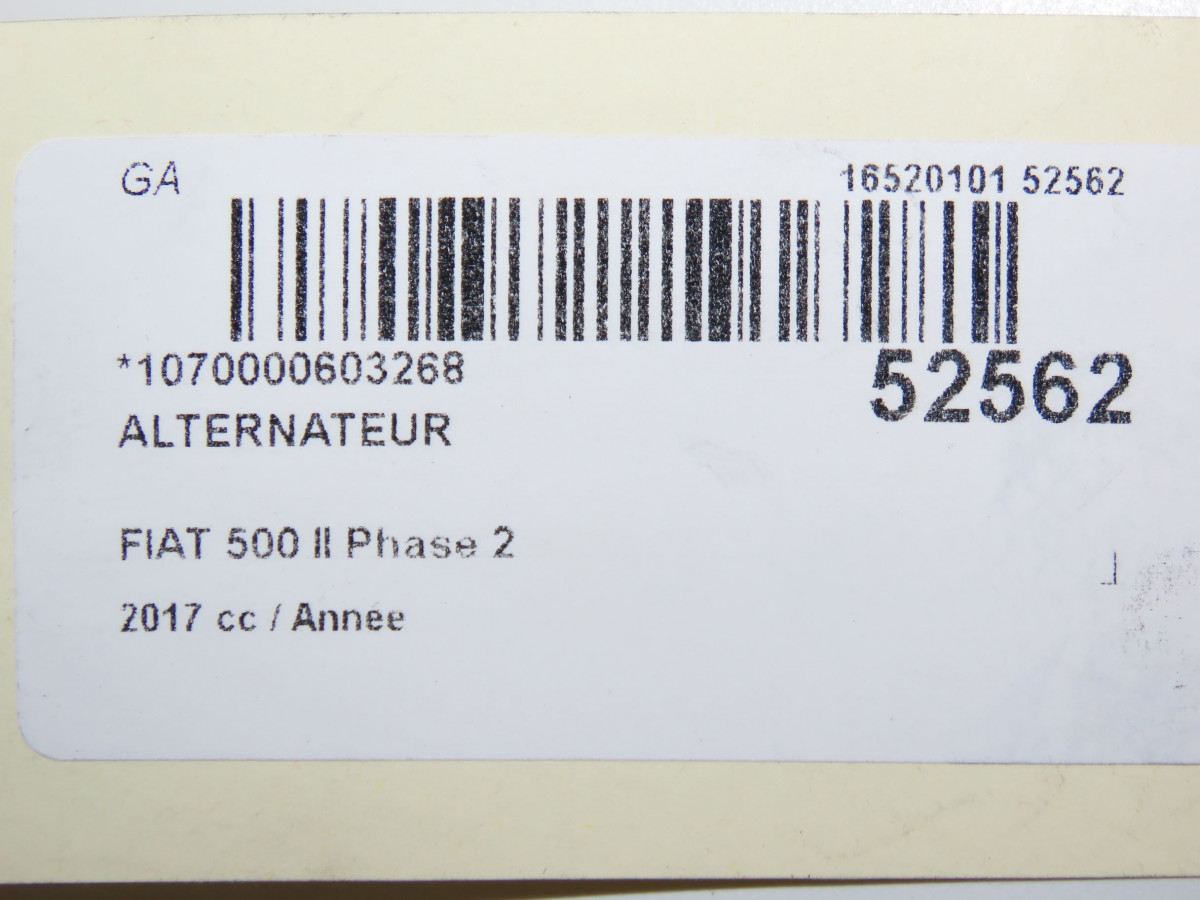 GA 16520101 52562
*1070000603268
52562
ALTERNATEUR
FIAT 500 II Phase 2
2017 cc / Année